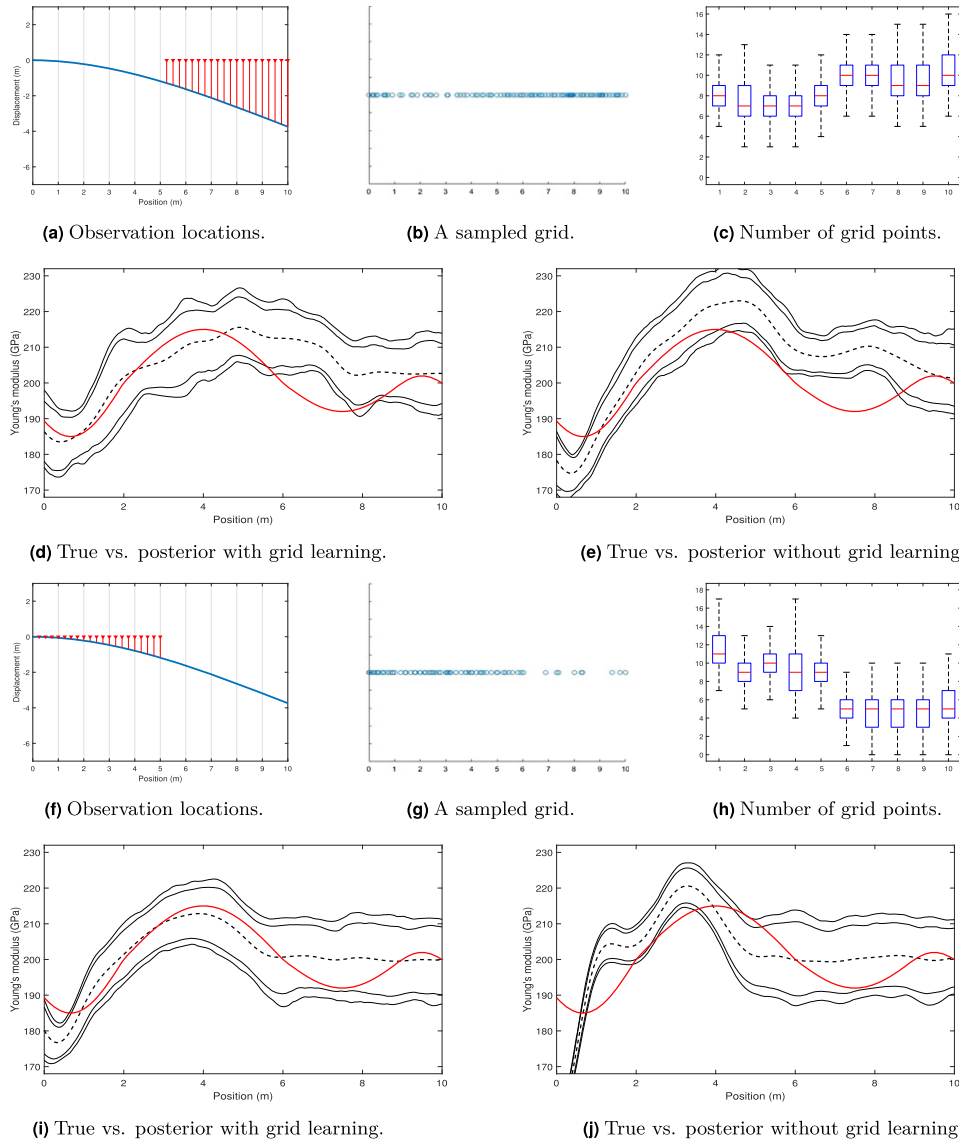 2
0
-2
-4
-6
Displacement (m)
0 1 2 3 4 5 6 7 8 9 10
Position (m)
0 1 2 3 4 5 6 7 8 9 10
16
14
12
10
8
6
4
2
0
1 2 3 4 5 6 7 8 9 10
(a) Observation locations.
(b) A sampled grid.
(c) Number of grid points.
230
220
210
200
190
180
170
Young's modulus (GPa)
0 2 4 6 8 10
Position (m)
230
220
210
200
190
180
170
Young's modulus (GPa)
0 2 4 6 8 10
Position (m)
(d) True vs. posterior with grid learning.
(e) True vs. posterior without grid learning
2
0
-2
-4
-6
Displacement (m)
0 1 2 3 4 5 6 7 8 9 10
Position (m)
0 1 2 3 4 5 6 7 8 9 10
18
16
14
12
10
8
6
4
2
0
1 2 3 4 5 6 7 8 9 10
(f) Observation locations.
(g) A sampled grid.
(h) Number of grid points.
230
220
210
200
190
180
170
Young's modulus (GPa)
0 2 4 6 8 10
Position (m)
230
220
210
200
190
180
170
Young's modulus (GPa)
0 2 4 6 8 10
Position (m)
(i) True vs. posterior with grid learning.
(j) True vs. posterior without grid learning